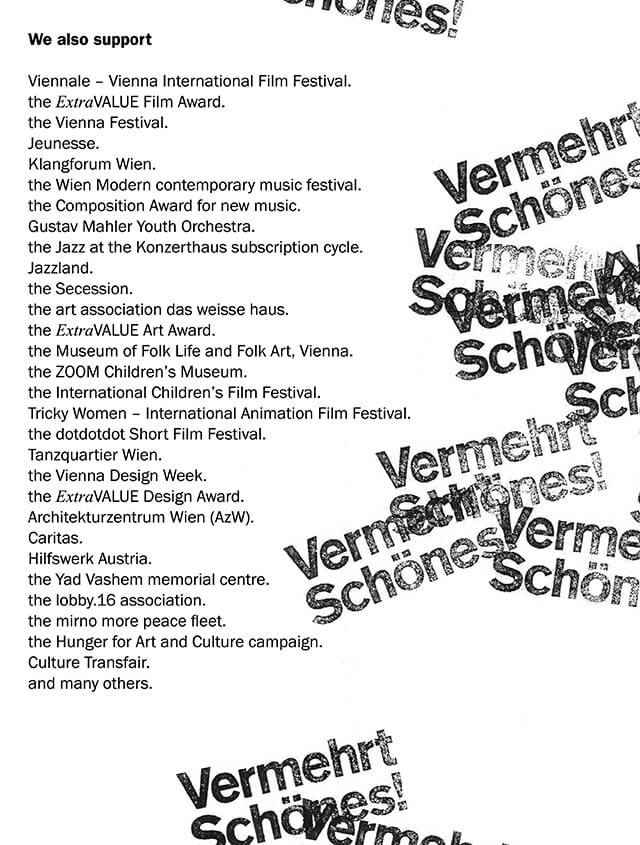 Schönes!
We also support
Viennale – Vienna International Film Festival.
the ExtraVALUE Film Award.
the Vienna Festival.
Jeunesse.
Klangforum Wien.
the Wien Modern contemporary music festival.
the Composition Award for new music.
Gustav Mahler Youth Orchestra.
the Jazz at the Konzerthaus subscription cycle.
Jazzland.
the Secession.
the art association das weisse haus.
the ExtraVALUE Art Award.
the Museum of Folk Life and Folk Art, Vienna.
the ZOOM Children’s Museum.
the International Children’s Film Festival.
Tricky Women – International Animation Film Festival.
the dotdotdot Short Film Festival.
Tanzquartier Wien.
the Vienna Design Week.
the ExtraVALUE Design Award.
Architekturzentrum Wien (AzW).
Caritas.
Hilfswerk Austria.
the Yad Vashem memorial centre.
the lobby.16 association.
the mirno more peace fleet.
the Hunger for Art and Culture campaign.
Culture Transfair.
and many others.
Vermehrt
Schönes
Vermehrt
Schönes!
Vermehrt
Schönes!
Vermehrt
Schön
Vermehrt
Schönes!
Vermehrt